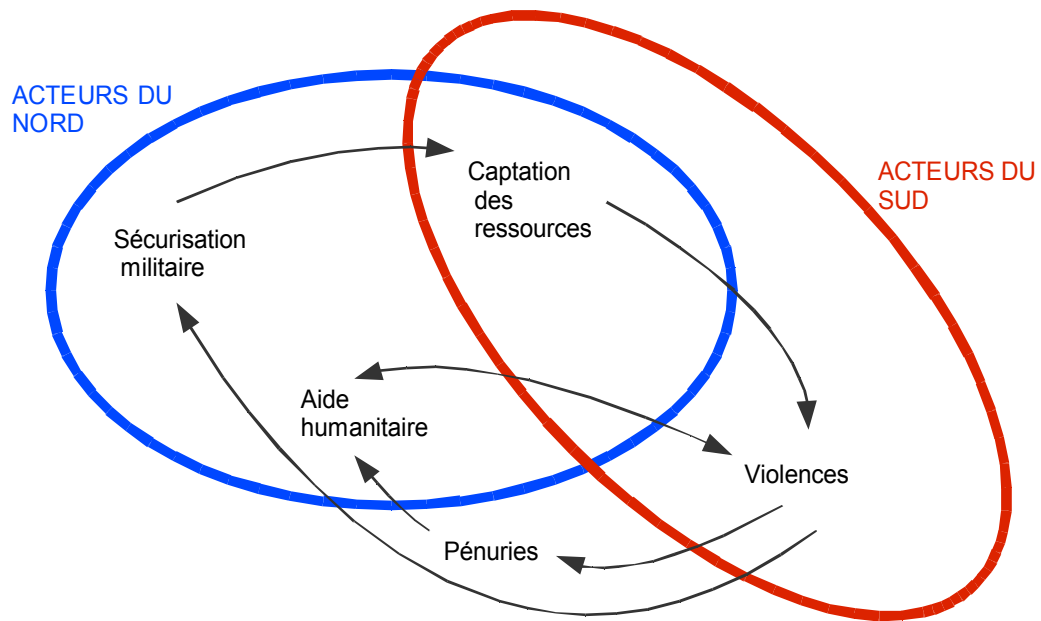 ACTEURS DU
NORD
Captation
des
ressources
ACTEURS DU
SUD
Sécurisation
militaire
Aide
humanitaire
Violences
Pénuries